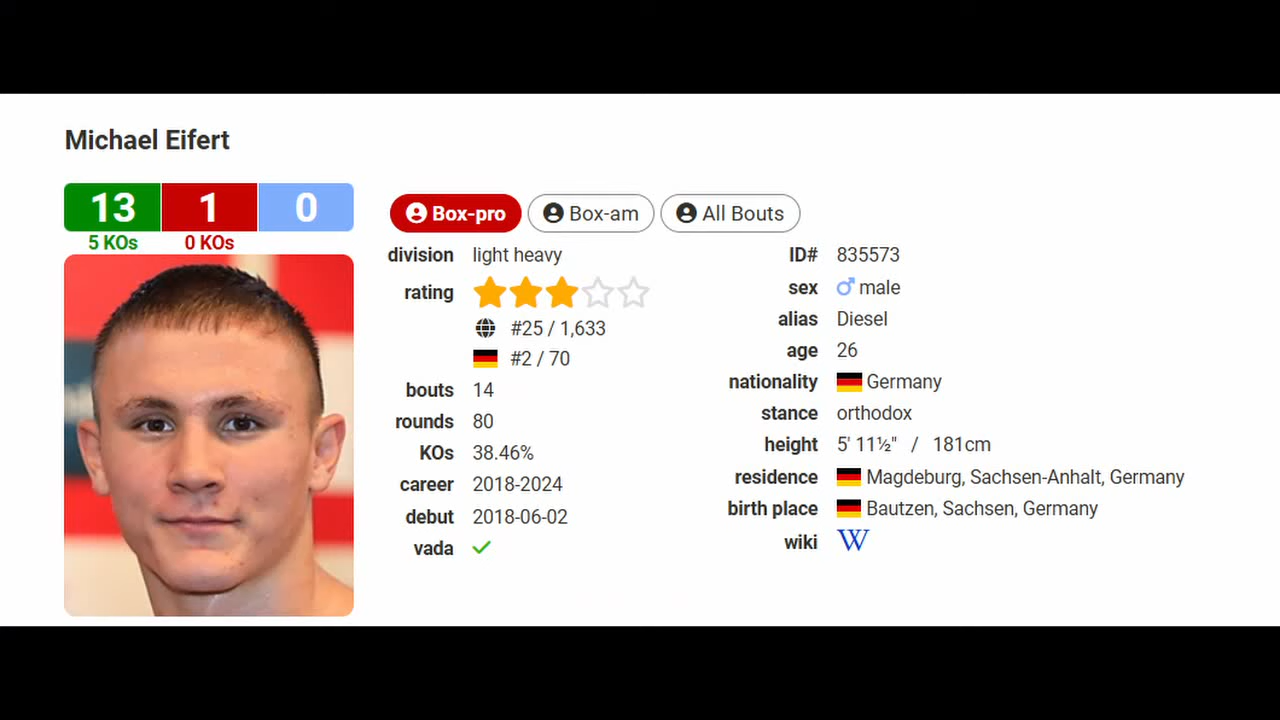 Michael Eifert
13 1 0
5 KOs 0 KOs
Box-pro Box-am All Bouts
division light heavy
rating
#25 / 1,633
#2 / 70
bouts 14
rounds 80
KOs 38.46%
career 2018-2024
debut 2018-06-02
vada
ID# 835573
sex male
alias Diesel
age 26
nationality Germany
stance orthodox
height 5' 11½" / 181cm
residence Magdeburg, Sachsen-Anhalt, Germany
birth place Bautzen, Sachsen, Germany
wiki W